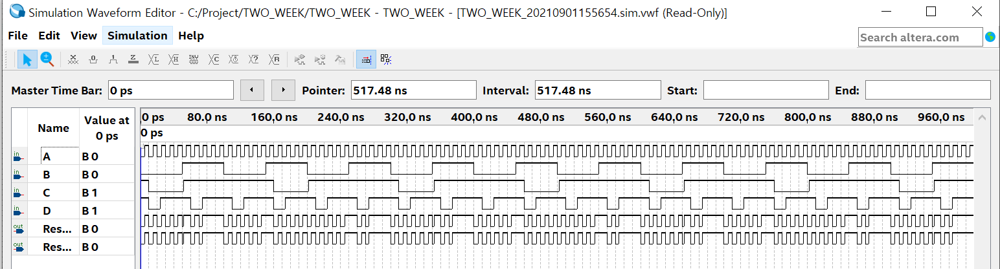 Simulation Waveform Editor - C:/Project/TWO_WEEK/TWO_WEEK - TWO_WEEK - [TWO_WEEK_20210901155654.sim.vwf (Read-Only)]
File Edit View Simulation Help
Search altera.com
Master Time Bar: 0 ps Pointer: 517.48 ns Interval: 517.48 ns Start: End:
Name Value at 0 ps
0 ps 80.0 ns 160.0 ns 240.0 ns 320.0 ns 400.0 ns 480.0 ns 560.0 ns 640.0 ns 720.0 ns 800.0 ns 880.0 ns 960.0 ns
0 ps
in A B 0
in B B 0
in C B 1
in D B 1
out Res... B 0
out Res... B 0